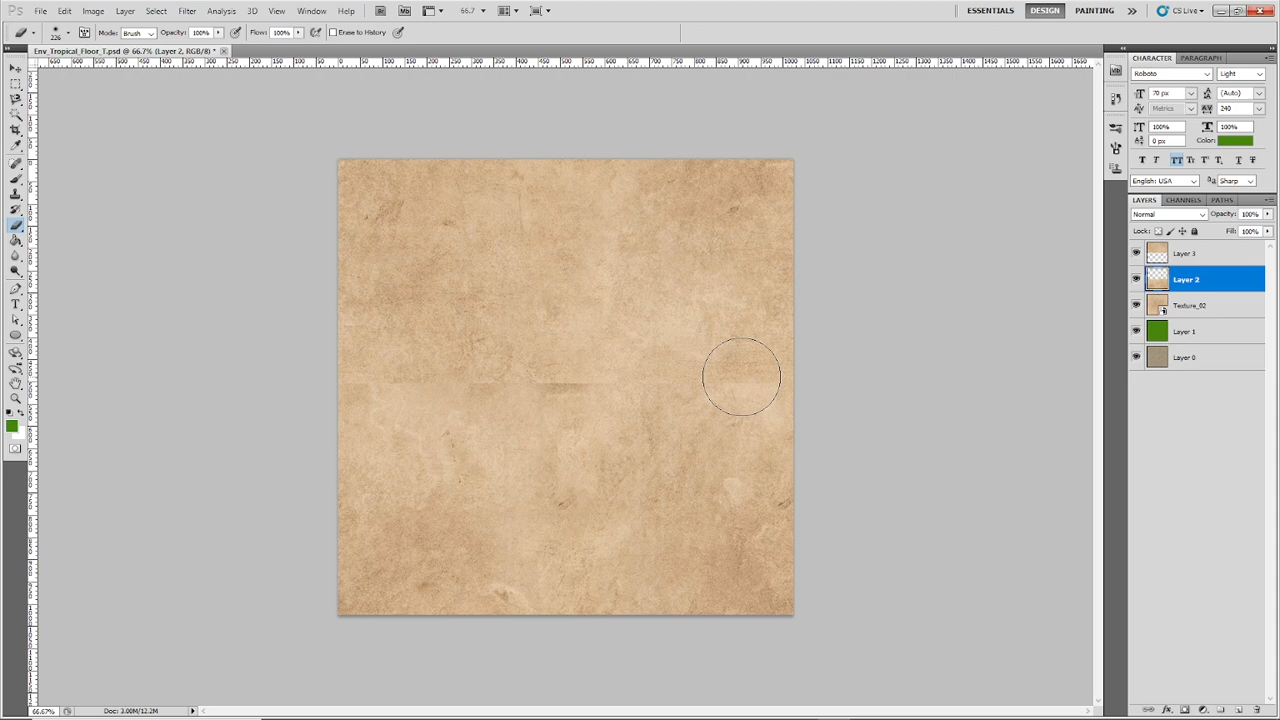 Ps File Edit Image Layer Select Filter Analysis 3D View Window Help Br Mb 66.7 ESSENTIALS DESIGN PAINTING CS Live
226 Mode: Brush Opacity: 100% Flow: 100% Erase to History
Env_Tropical_Floor_T.psd @ 66.7% (Layer 2, RGB/8) *
CHARACTER PARAGRAPH
Roboto Light
70 px (Auto)
Metrics 240
100% 100%
0 px Color:
English: USA Sharp
LAYERS CHANNELS PATHS
Normal Opacity: 100%
Lock: Fill: 100%
Layer 3
Layer 2
Texture_02
Layer 1
Layer 0
66.67% Doc: 3.00M/12.2M